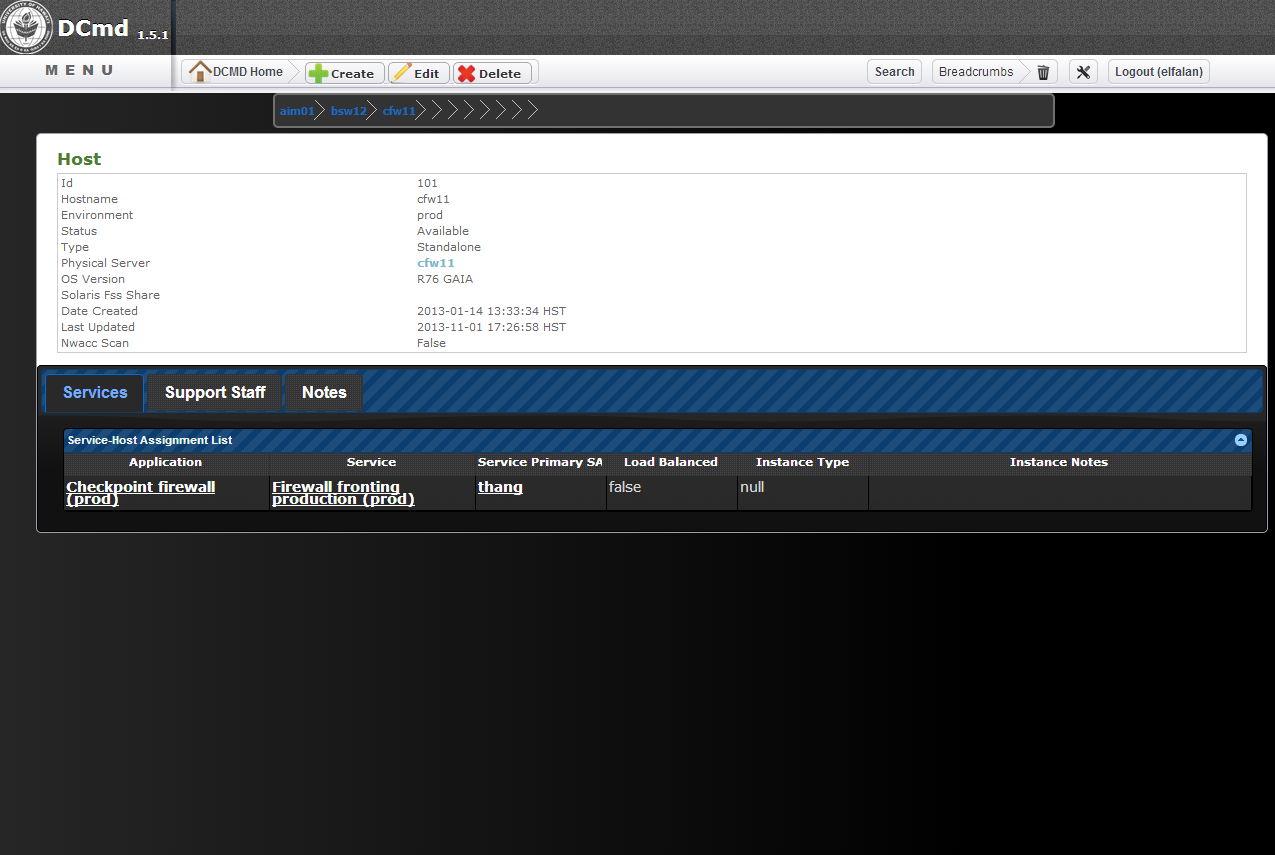 DCmd 1.5.1
MENU
DCMD Home Create Edit Delete Search Breadcrumbs Logout (elfalan)
aim01 bsw12 cfw11
Host
Id 101
Hostname cfw11
Environment prod
Status Available
Type Standalone
Physical Server cfw11
OS Version R76 GAIA
Solaris Fss Share
Date Created 2013-01-14 13:33:34 HST
Last Updated 2013-11-01 17:26:58 HST
Nwacc Scan False
Services Support Staff Notes
Service-Host Assignment List
Application Service Service Primary SA Load Balanced Instance Type Instance Notes
Checkpoint firewall Firewall fronting thang false null
(prod) production (prod)